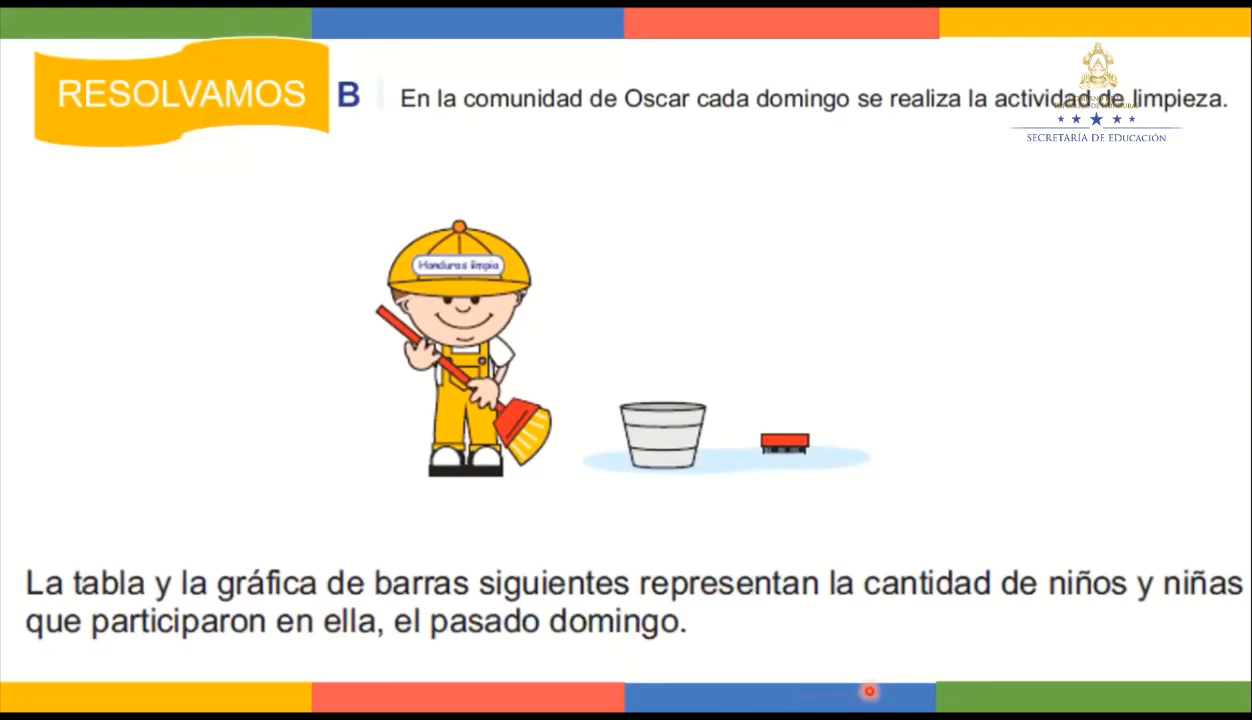 RESOLVAMOS
B
En la comunidad de Oscar cada domingo se realiza la actividad de limpieza.
SECRETARÍA DE EDUCACIÓN
Honduras limpia
La tabla y la gráfica de barras siguientes representan la cantidad de niños y niñas
que participaron en ella, el pasado domingo.